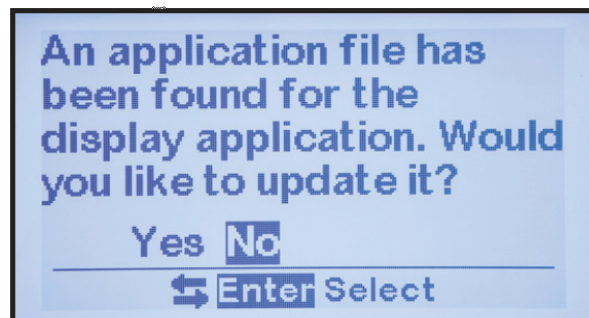 An application file has
been found for the
display application. Would
you like to update it?
Yes No
Enter Select